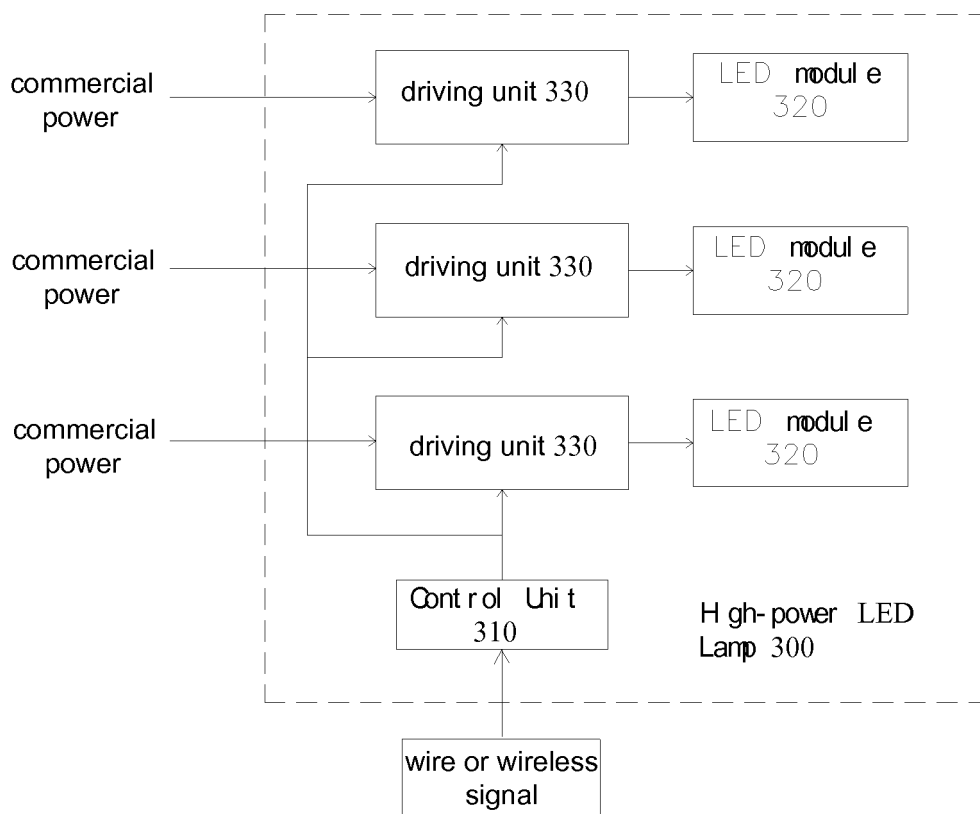 commercial
power
driving unit 330
LED module
320
commercial
power
driving unit 330
LED module
320
commercial
power
driving unit 330
LED module
320
Control Unit
310
High-power LED
Lamp 300
wire or wireless
signal